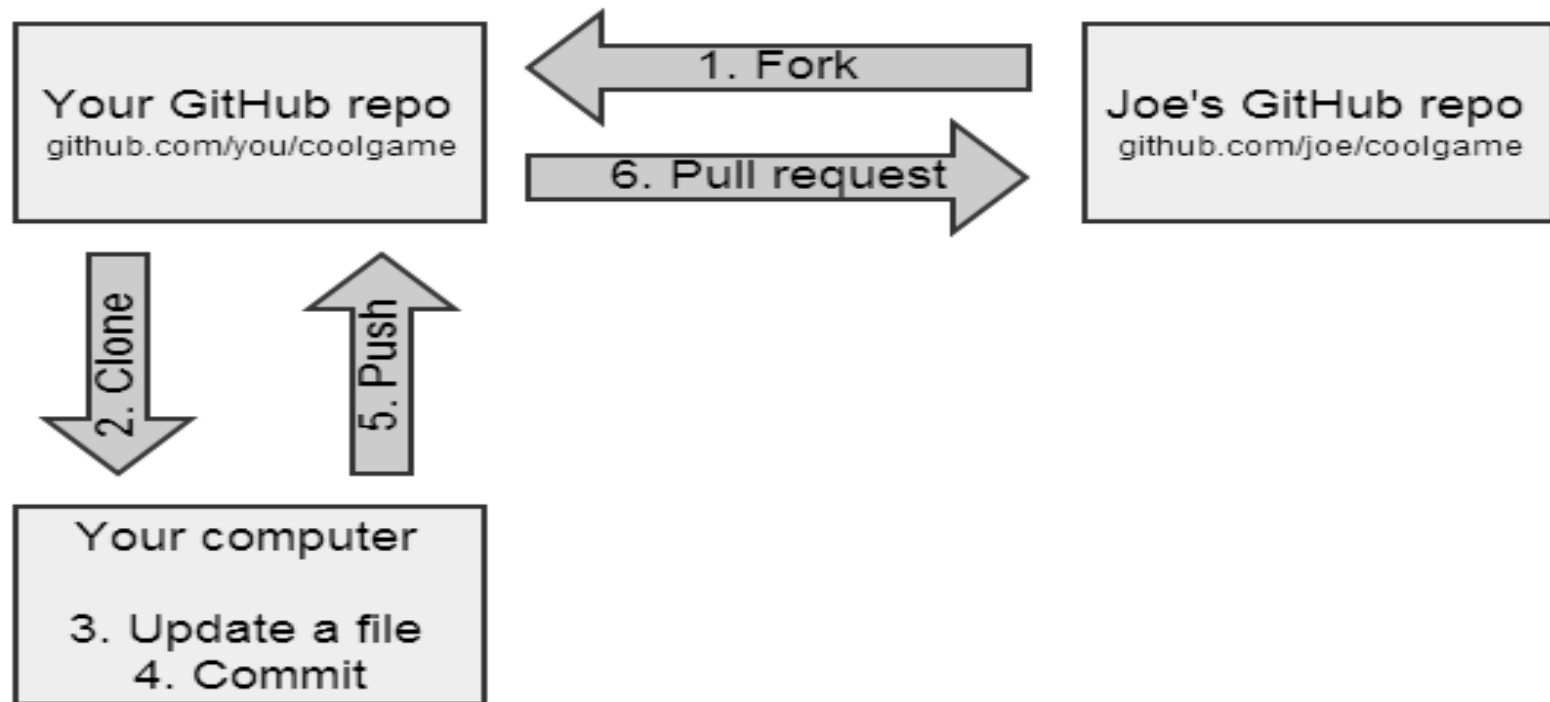 Your GitHub repo
github.com/you/coolgame
1. Fork
6. Pull request
Joe's GitHub repo
github.com/joe/coolgame
2. Clone
5. Push
Your computer
3. Update a file
4. Commit